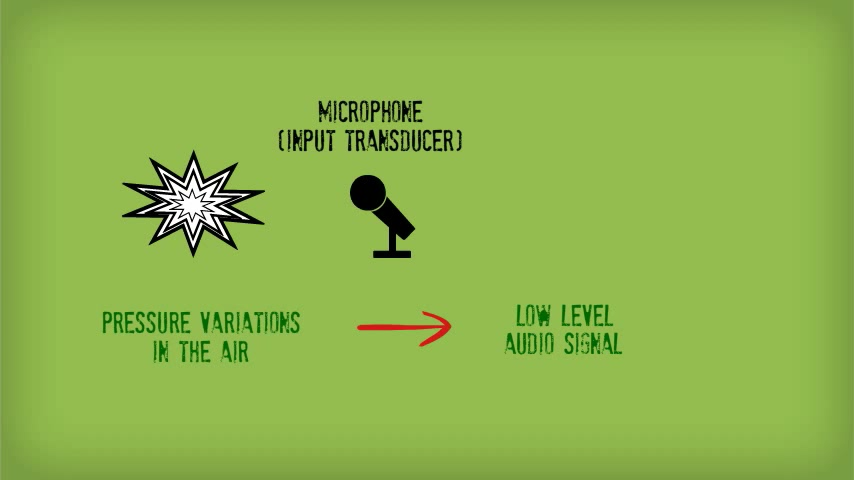 MICROPHONE
(INPUT TRANSDUCER)
PRESSURE VARIATIONS
IN THE AIR
LOW LEVEL
AUDIO SIGNAL